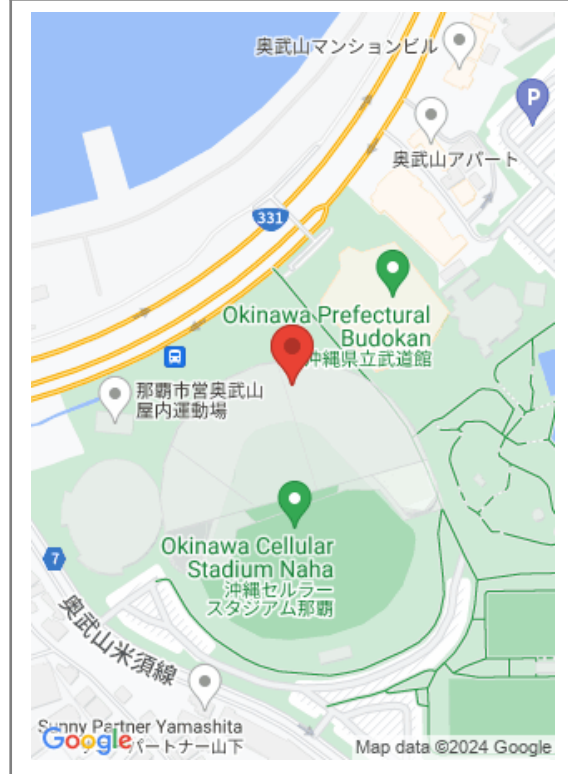 奥武山マンションビル
P
奥武山アパート
331
Okinawa Prefectural
Budokan
沖縄県立武道館
那覇市営奥武山
屋内運動場
Okinawa Cellular
Stadium Naha
沖縄セルラー
スタジアム那覇
7
奥武山米須線
Sunny Partner Yamashita
パートナー山下
Google
Map data ©2024 Google